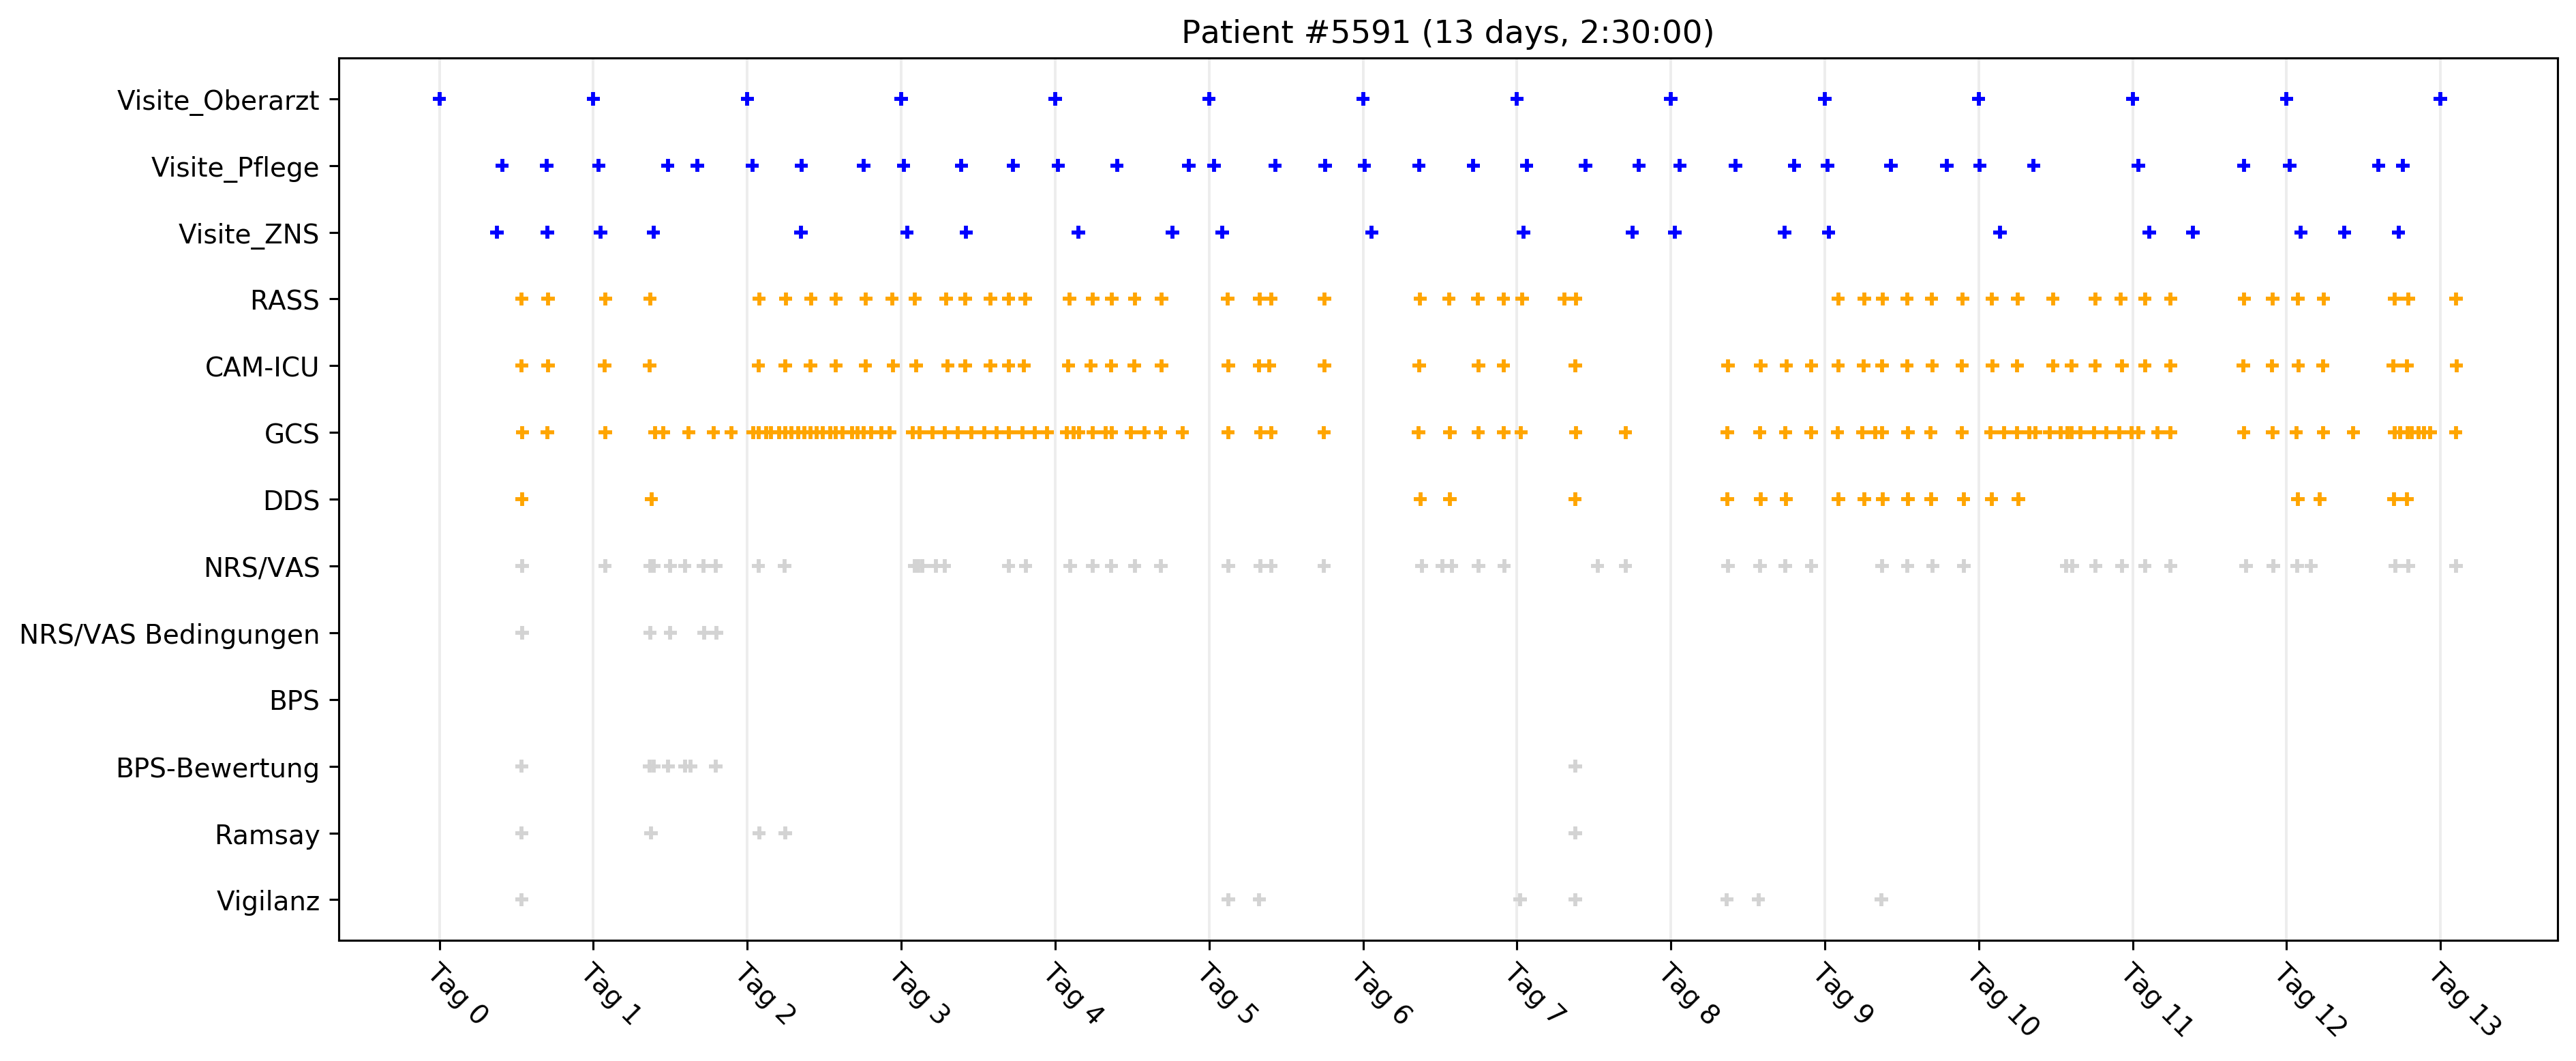 Patient #5591 (13 days, 2:30:00)
Visite_Oberarzt
Visite_Pflege
Visite_ZNS
RASS
CAM-ICU
GCS
DDS
NRS/VAS
NRS/VAS Bedingungen
BPS
BPS-Bewertung
Ramsay
Vigilanz
Tag 0
Tag 1
Tag 2
Tag 3
Tag 4
Tag 5
Tag 6
Tag 7
Tag 8
Tag 9
Tag 10
Tag 11
Tag 12
Tag 13